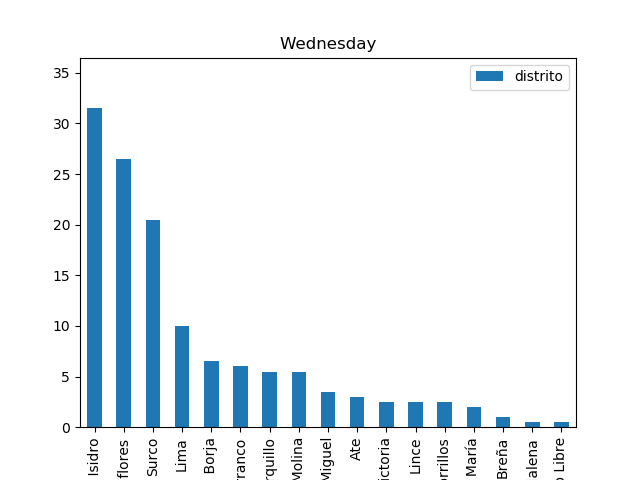 Wednesday
distrito
35
30
25
20
15
10
5
0
Isidro
flores
Surco
Lima
Borja
rranco
rquillo
Molina
Miguel
Ate
ictoria
Lince
orrillos
María
Breña
alena
o Libre